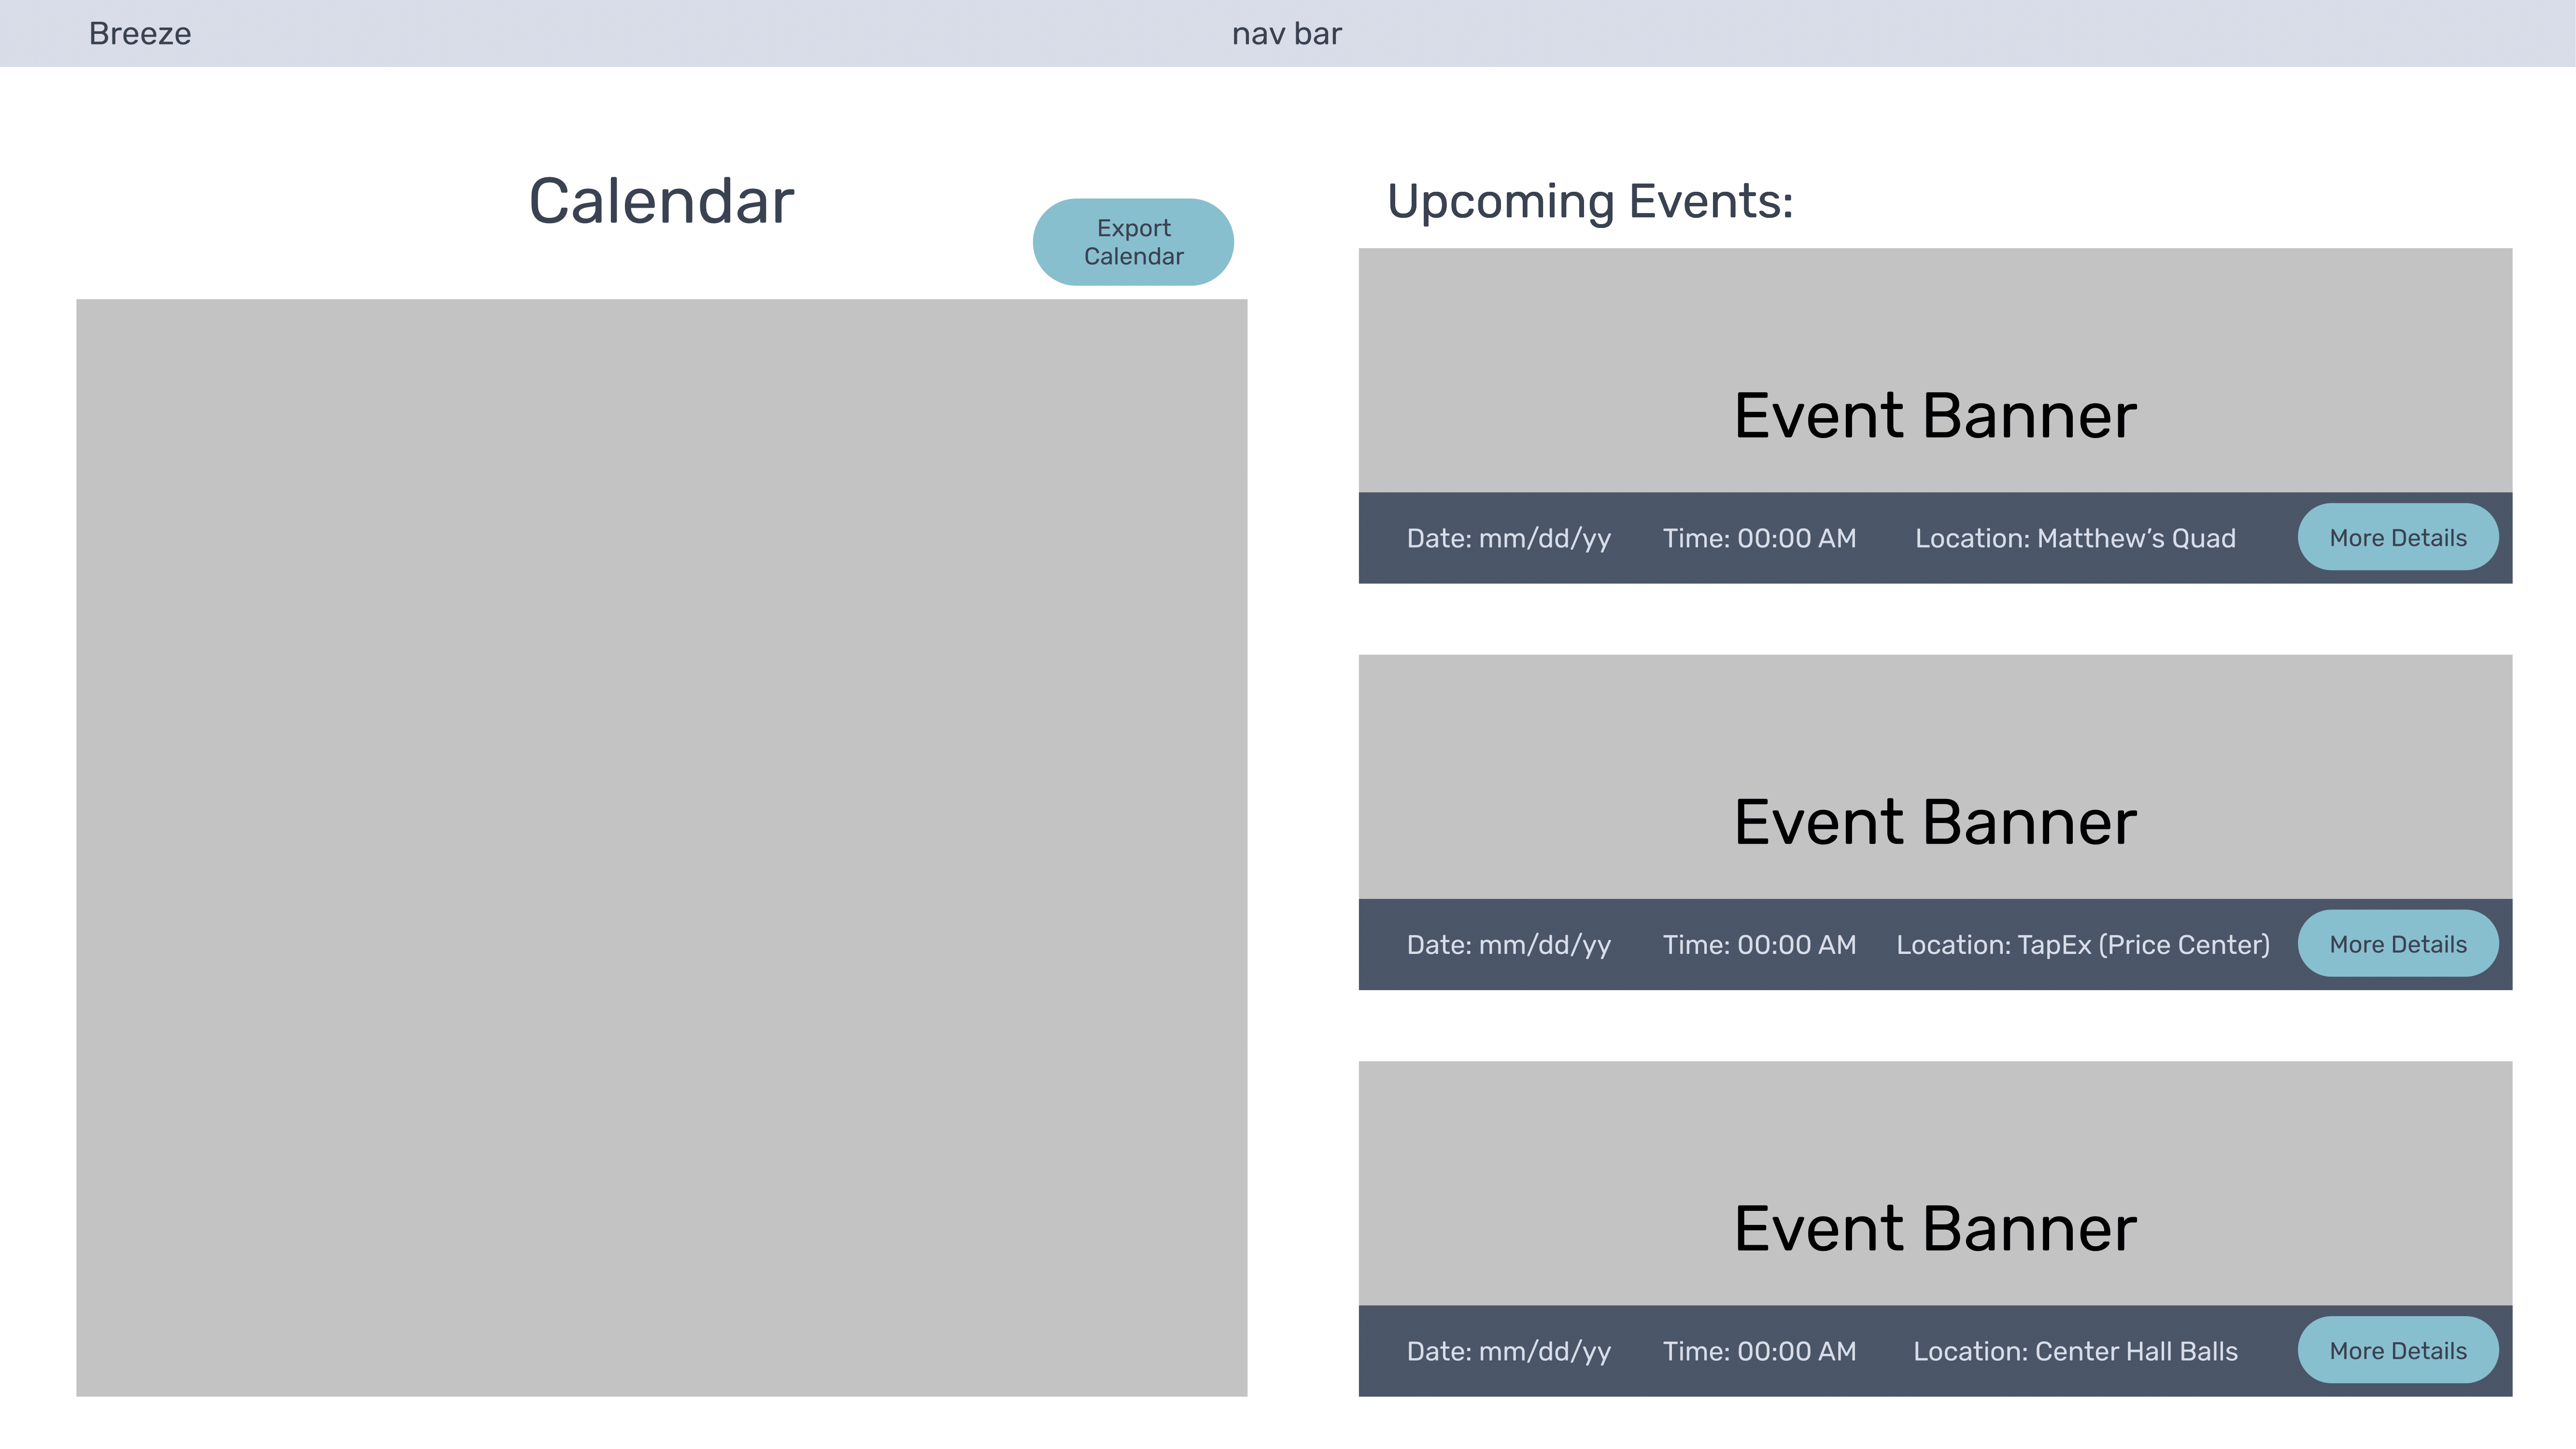 Breeze
nav bar
Calendar
Export
Calendar
Upcoming Events:
Event Banner
Date: mm/dd/yy
Time: 00:00 AM
Location: Matthew’s Quad
More Details
Event Banner
Date: mm/dd/yy
Time: 00:00 AM
Location: TapEx (Price Center)
More Details
Event Banner
Date: mm/dd/yy
Time: 00:00 AM
Location: Center Hall Balls
More Details